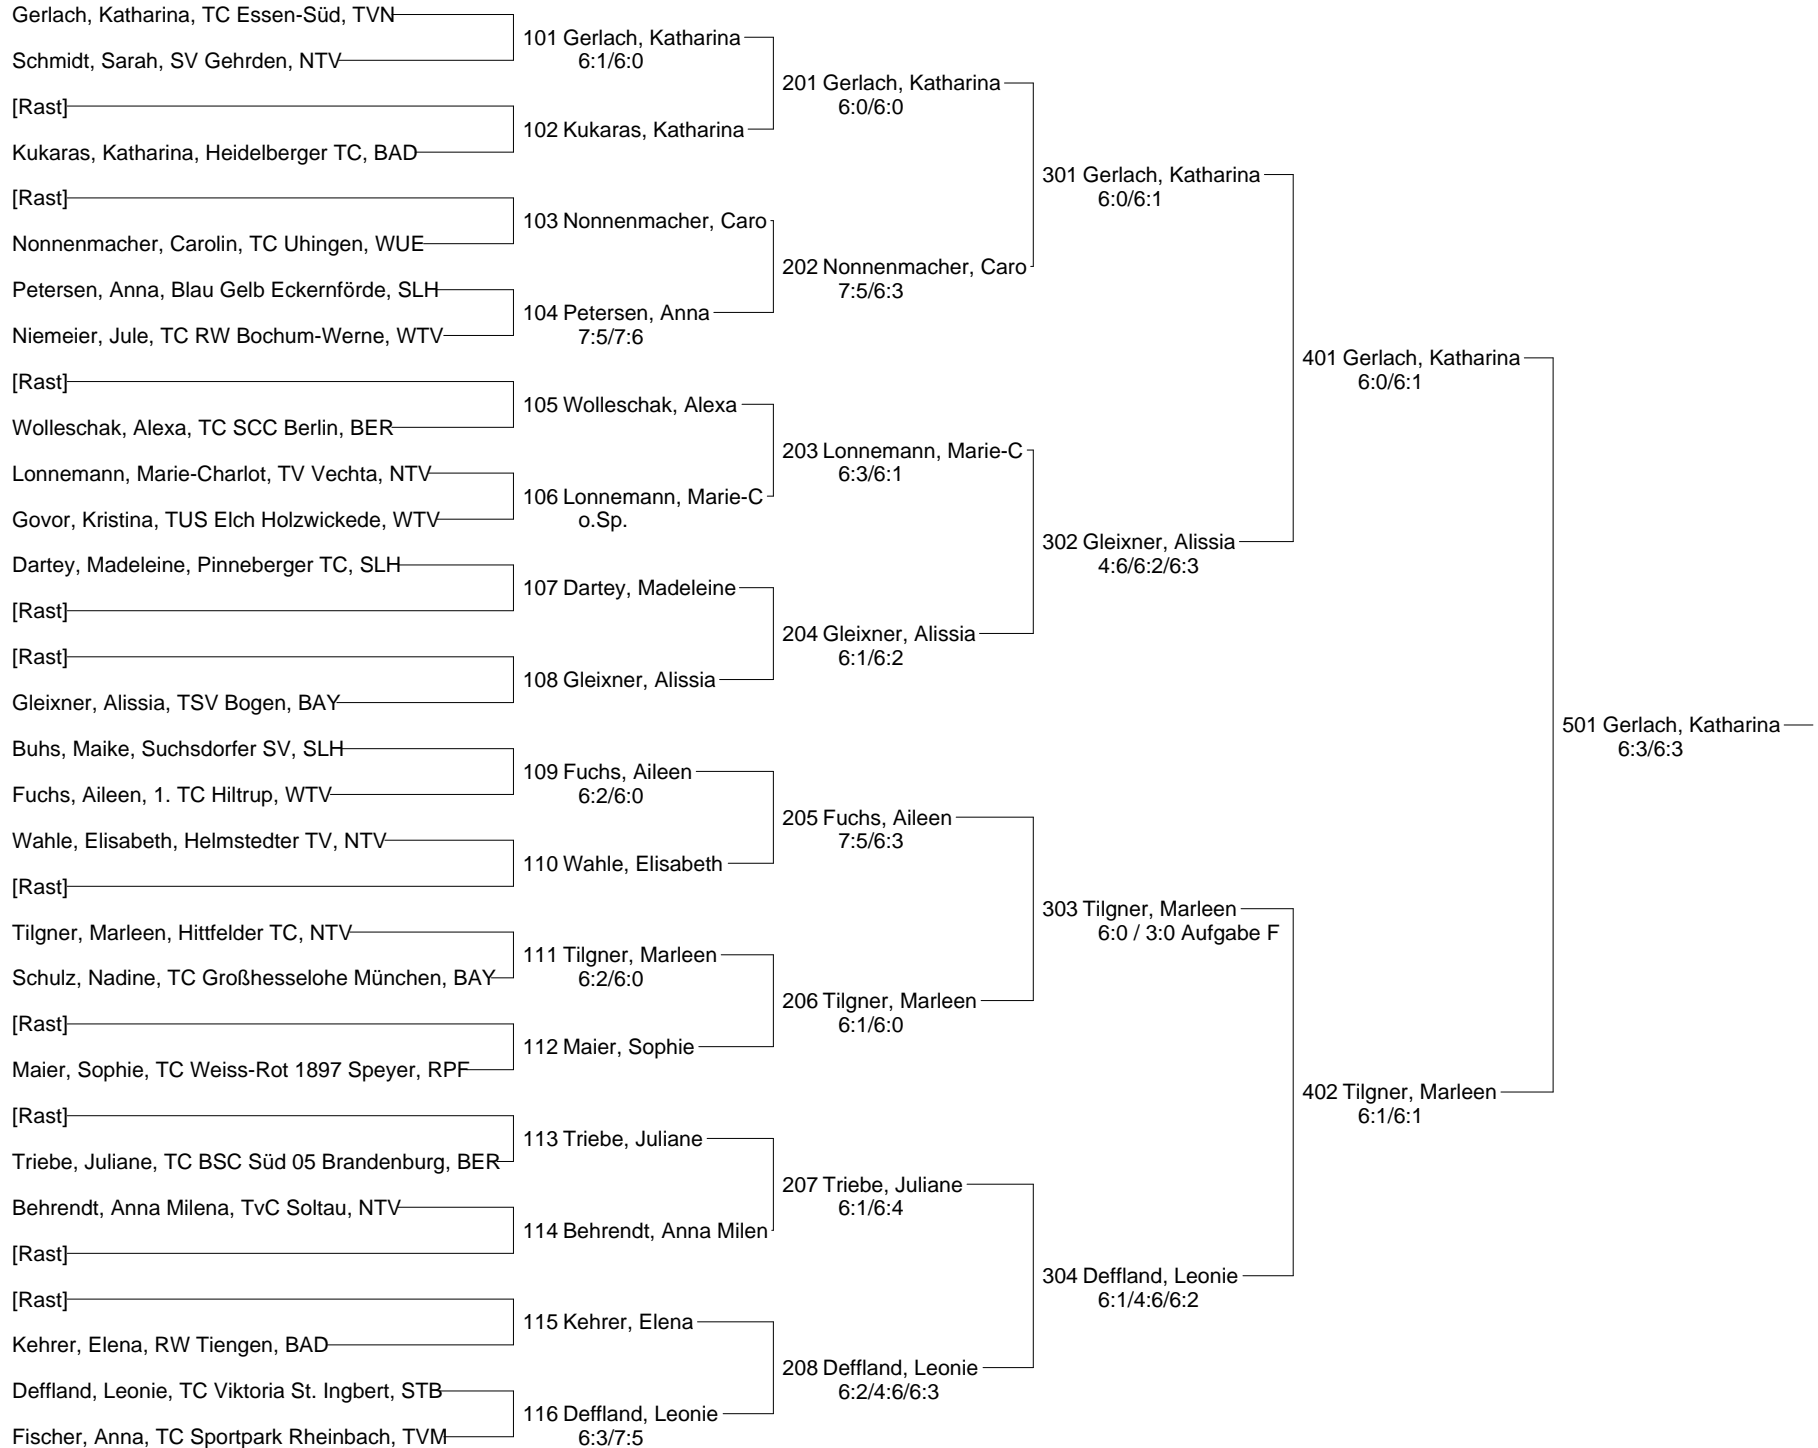 Gerlach, Katharina, TC Essen-Süd, TVN
Schmidt, Sarah, SV Gehrden, NTV
[Rast]
Kukaras, Katharina, Heidelberger TC, BAD
[Rast]
Nonnenmacher, Carolin, TC Uhingen, WUE
Petersen, Anna, Blau Gelb Eckernförde, SLH
Niemeier, Jule, TC RW Bochum-Werne, WTV
[Rast]
Wolleschak, Alexa, TC SCC Berlin, BER
Lonnemann, Marie-Charlot, TV Vechta, NTV
Govor, Kristina, TUS Elch Holzwickede, WTV
Dartey, Madeleine, Pinneberger TC, SLH
[Rast]
[Rast]
Gleixner, Alissia, TSV Bogen, BAY
Buhs, Maike, Suchsdorfer SV, SLH
Fuchs, Aileen, 1. TC Hiltrup, WTV
Wahle, Elisabeth, Helmstedter TV, NTV
[Rast]
Tilgner, Marleen, Hittfelder TC, NTV
Schulz, Nadine, TC Großhesselohe München, BAY
[Rast]
Maier, Sophie, TC Weiss-Rot 1897 Speyer, RPF
[Rast]
Triebe, Juliane, TC BSC Süd 05 Brandenburg, BER
Behrendt, Anna Milena, TvC Soltau, NTV
[Rast]
[Rast]
Kehrer, Elena, RW Tiengen, BAD
Deffland, Leonie, TC Viktoria St. Ingbert, STB
Fischer, Anna, TC Sportpark Rheinbach, TVM
101 Gerlach, Katharina
6:1/6:0
102 Kukaras, Katharina
103 Nonnenmacher, Caro
104 Petersen, Anna
7:5/7:6
105 Wolleschak, Alexa
106 Lonnemann, Marie-C
o.Sp.
107 Dartey, Madeleine
108 Gleixner, Alissia
109 Fuchs, Aileen
6:2/6:0
110 Wahle, Elisabeth
111 Tilgner, Marleen
6:2/6:0
112 Maier, Sophie
113 Triebe, Juliane
114 Behrendt, Anna Milen
115 Kehrer, Elena
116 Deffland, Leonie
6:3/7:5
201 Gerlach, Katharina
6:0/6:0
202 Nonnenmacher, Caro
7:5/6:3
203 Lonnemann, Marie-C
6:3/6:1
204 Gleixner, Alissia
6:1/6:2
205 Fuchs, Aileen
7:5/6:3
206 Tilgner, Marleen
6:1/6:0
207 Triebe, Juliane
6:1/6:4
208 Deffland, Leonie
6:2/4:6/6:3
301 Gerlach, Katharina
6:0/6:1
302 Gleixner, Alissia
4:6/6:2/6:3
303 Tilgner, Marleen
6:0 / 3:0 Aufgabe F
304 Deffland, Leonie
6:1/4:6/6:2
401 Gerlach, Katharina
6:0/6:1
402 Tilgner, Marleen
6:1/6:1
501 Gerlach, Katharina
6:3/6:3